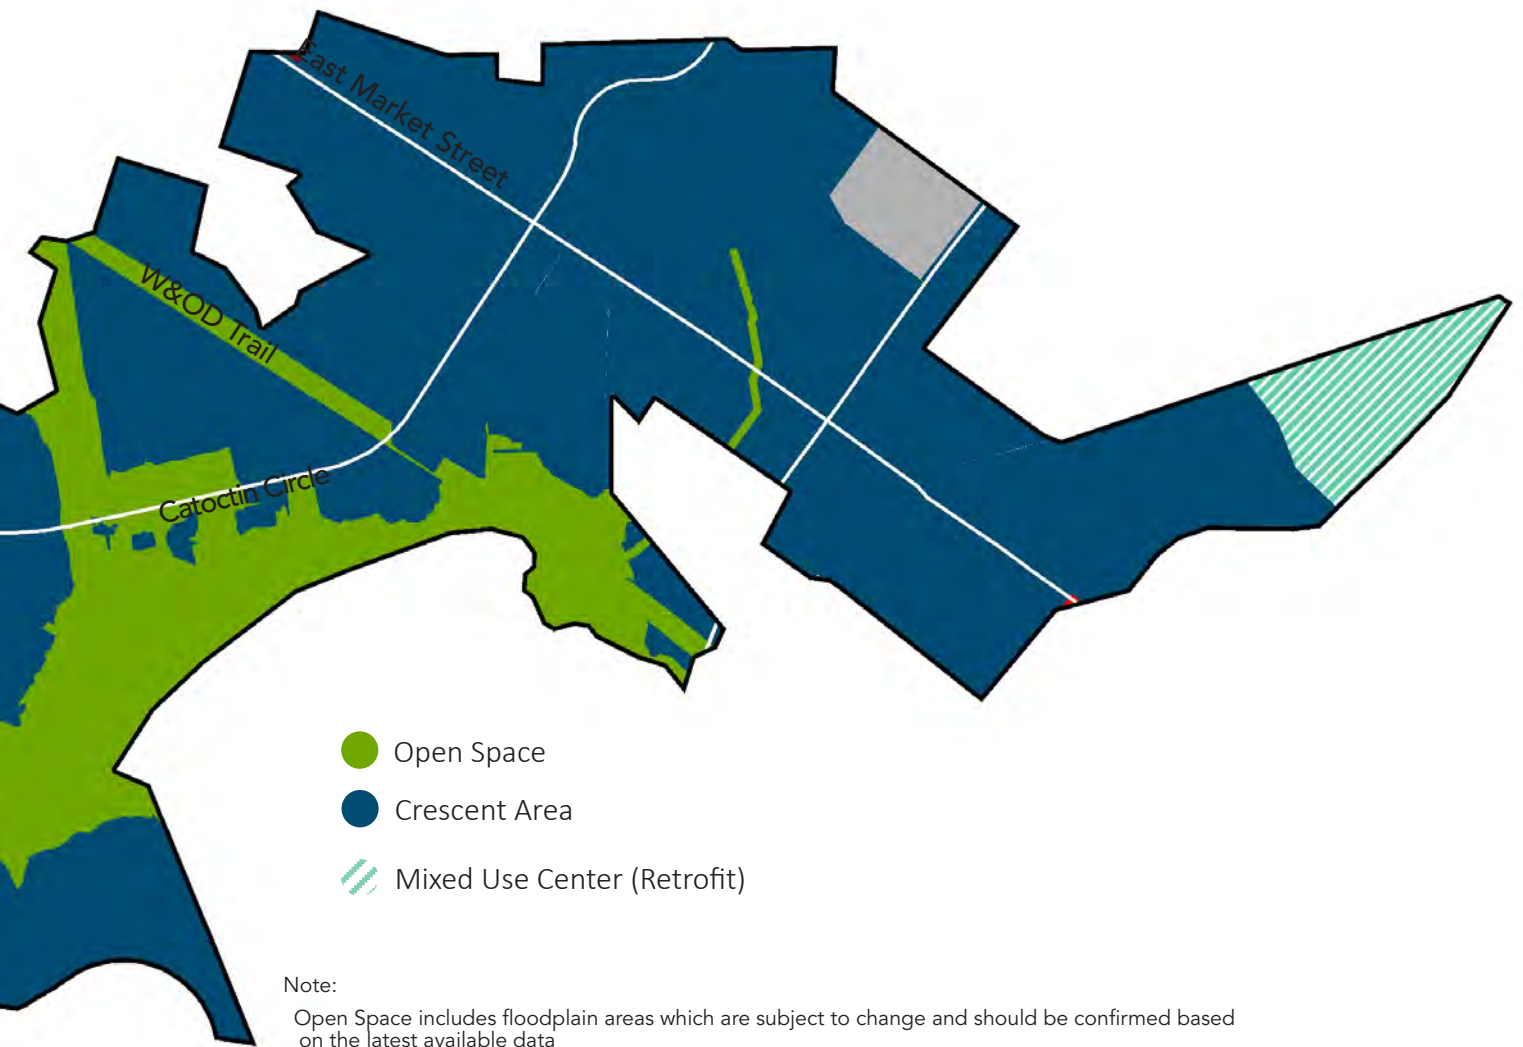 East Market Street
W&OD Trail
Catoctin Circle
Open Space
Crescent Area
Mixed Use Center (Retrofit)
Note:
Open Space includes floodplain areas which are subject to change and should be confirmed based
on the latest available data